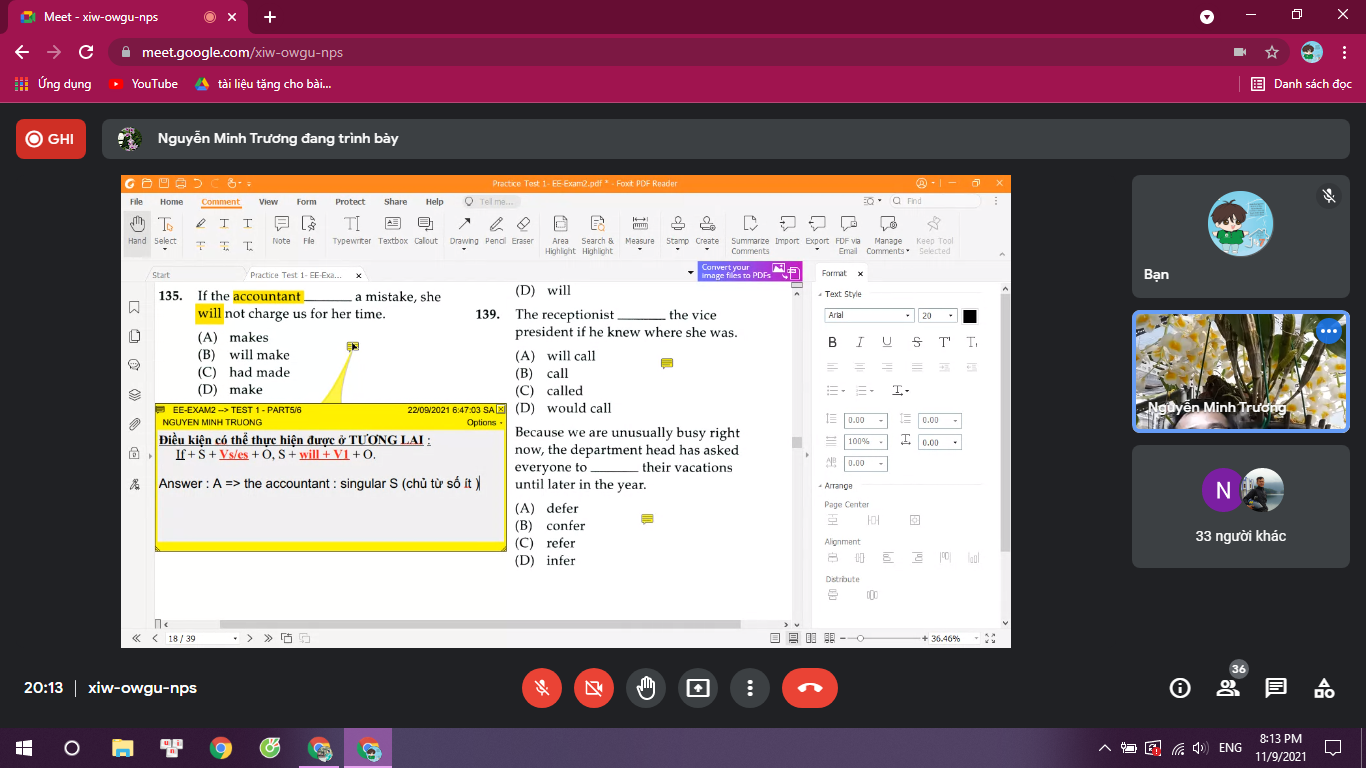 Meet - xiw-owgu-nps
meet.google.com/xiw-owgu-nps
Ứng dụng
YouTube
tài liệu tặng cho bài...
Danh sách đọc
GHI
Nguyễn Minh Trương đang trình bày
Practice Test 1- EE-Exam2.pdf * - Foxit PDF Reader
File Home Comment View Form Protect Share Help Tell me... Find
Hand Select Note File Typewriter Textbox Callout Drawing Pencil Eraser Area Highlight Search & Highlight Measure Stamp Create Summarize Comments Import Export FDF via Email Manage Comments Keep Tool Selected
Start Practice Test 1- EE-Exa...
Convert your image files to PDFs
135. If the accountant ________ a mistake, she
will not charge us for her time.
(A) makes
(B) will make
(C) had made
(D) make
EE-EXAM2 --> TEST 1 - PART5/6 22/09/2021 6:47:03 SA
NGUYEN MINH TRUONG Options
Điều kiện có thể thực hiện được ở TƯƠNG LAI :
If + S + Vs/es + O, S + will + V1 + O.
Answer : A => the accountant : singular S (chủ từ số ít )
(D) will
139. The receptionist ________ the vice
president if he knew where she was.
(A) will call
(B) call
(C) called
(D) would call
Because we are unusually busy right
now, the department head has asked
everyone to ________ their vacations
until later in the year.
(A) defer
(B) confer
(C) refer
(D) infer
Format
Text Style
Arial 20
B I U S T T
0.00 0.00
100% 0.00
0.00
Arrange
Page Center
Alignment
Distribute
18 / 39
36.46%
Bạn
Nguyễn Minh Trương
N
33 người khác
20:13 | xiw-owgu-nps
36
ENG
8:13 PM
11/9/2021